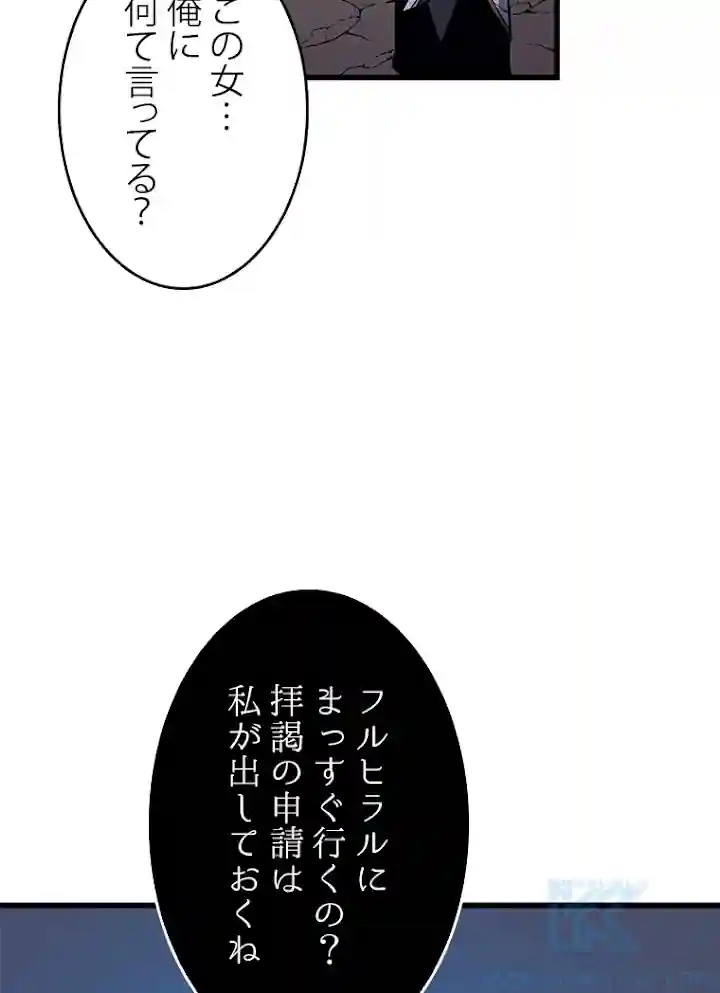 この女…
俺に
何て言ってる？
フルヒラルに
まっすぐ行くの？
拝謁の申請は
私が出しておくね